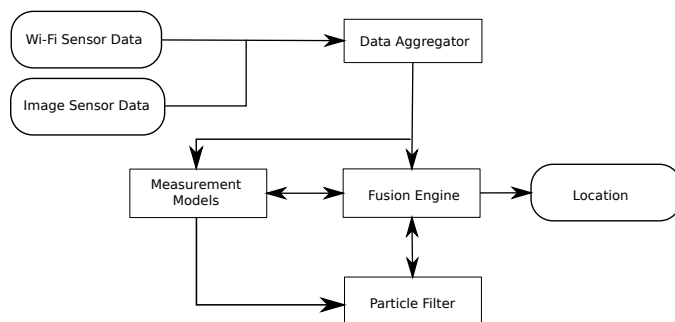 Wi-Fi Sensor Data
Data Aggregator
Image Sensor Data
Measurement
Models
Fusion Engine
Location
Particle Filter